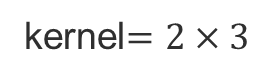 kernel= 2 × 3